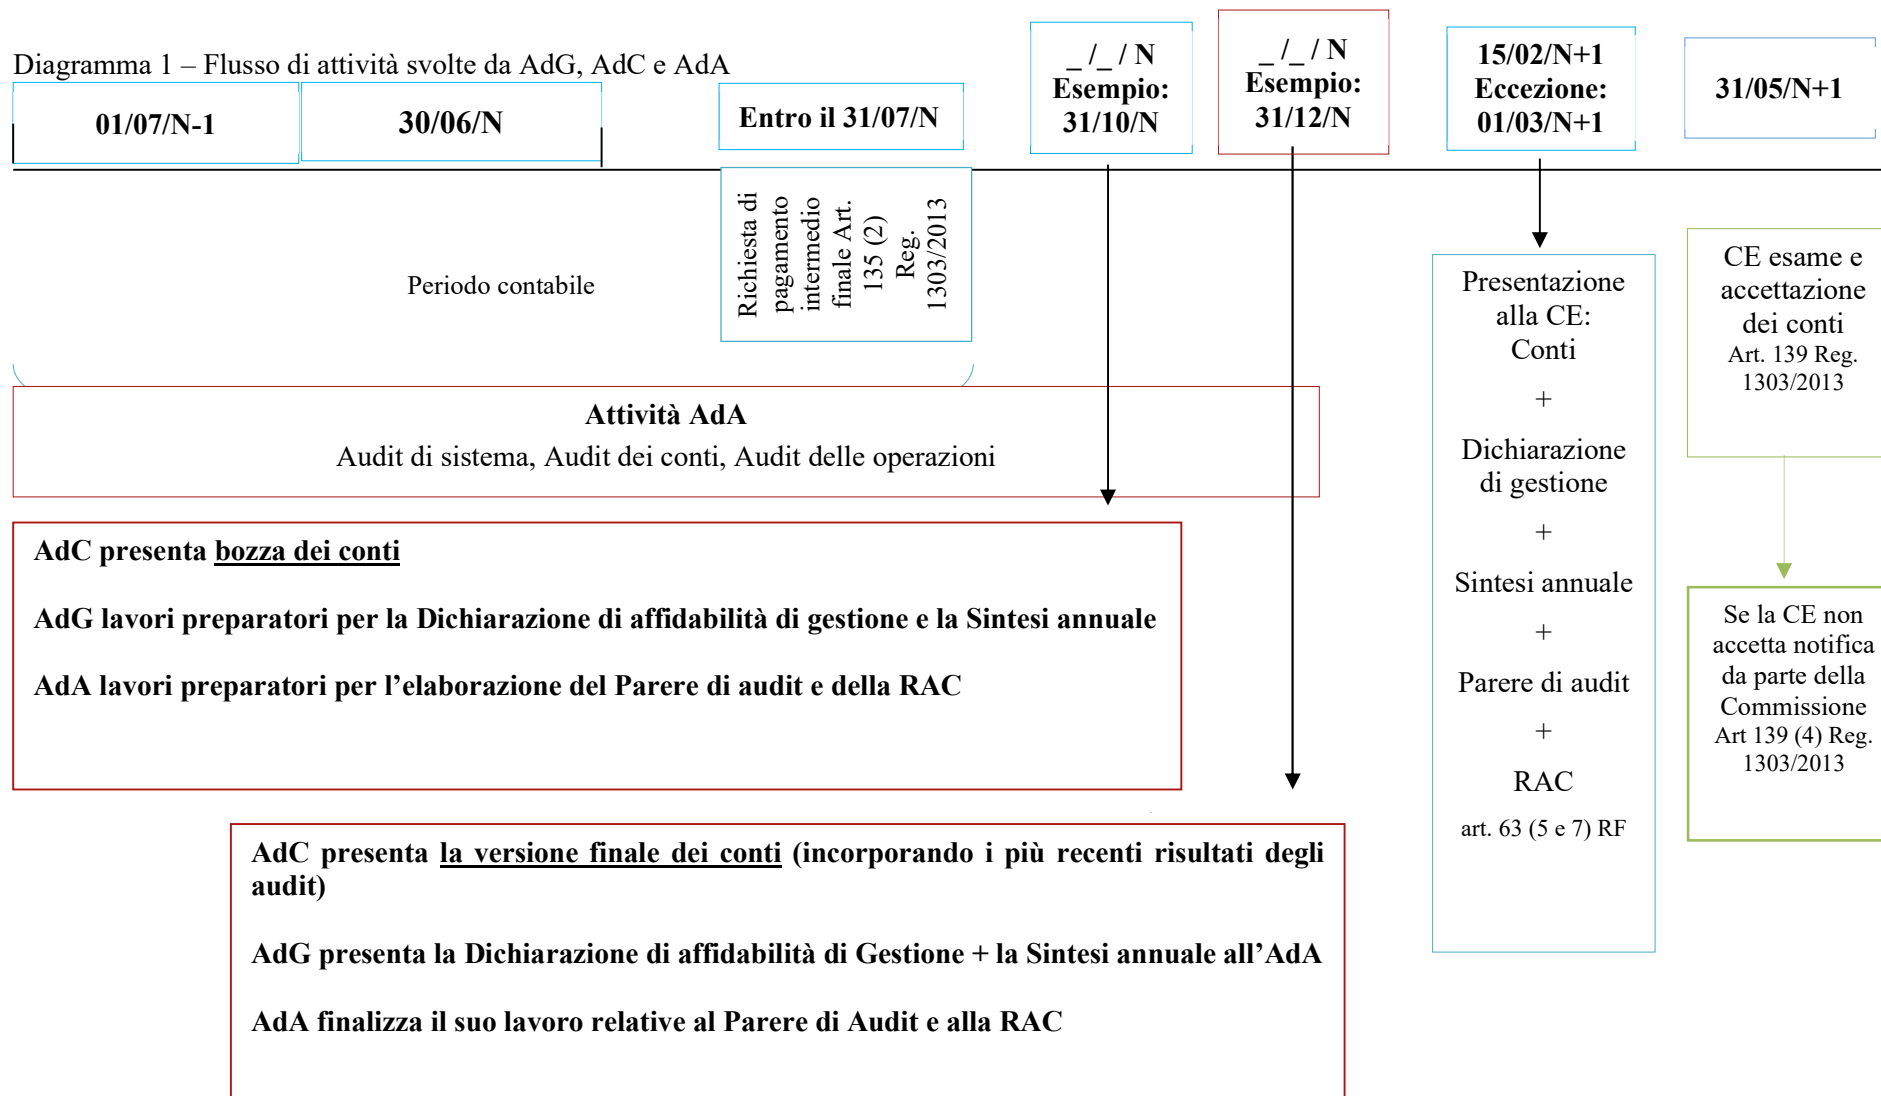 Diagramma 1 – Flusso di attività svolte da AdG, AdC e AdA
01/07/N-1
30/06/N
Entro il 31/07/N
_ /_ / N
Esempio:
31/10/N
_ /_ / N
Esempio:
31/12/N
15/02/N+1
Eccezione:
01/03/N+1
31/05/N+1
Periodo contabile
Richiesta di
pagamento
intermedio
finale Art.
135 (2)
Reg.
1303/2013
Attività AdA
Audit di sistema, Audit dei conti, Audit delle operazioni
AdC presenta bozza dei conti
AdG lavori preparatori per la Dichiarazione di affidabilità di gestione e la Sintesi annuale
AdA lavori preparatori per l’elaborazione del Parere di audit e della RAC
AdC presenta la versione finale dei conti (incorporando i più recenti risultati degli
audit)
AdG presenta la Dichiarazione di affidabilità di Gestione + la Sintesi annuale all’AdA
AdA finalizza il suo lavoro relative al Parere di Audit e alla RAC
Presentazione
alla CE:
Conti
+
Dichiarazione
di gestione
+
Sintesi annuale
+
Parere di audit
+
RAC
art. 63 (5 e 7) RF
CE esame e
accettazione
dei conti
Art. 139 Reg.
1303/2013
Se la CE non
accetta notifica
da parte della
Commissione
Art 139 (4) Reg.
1303/2013